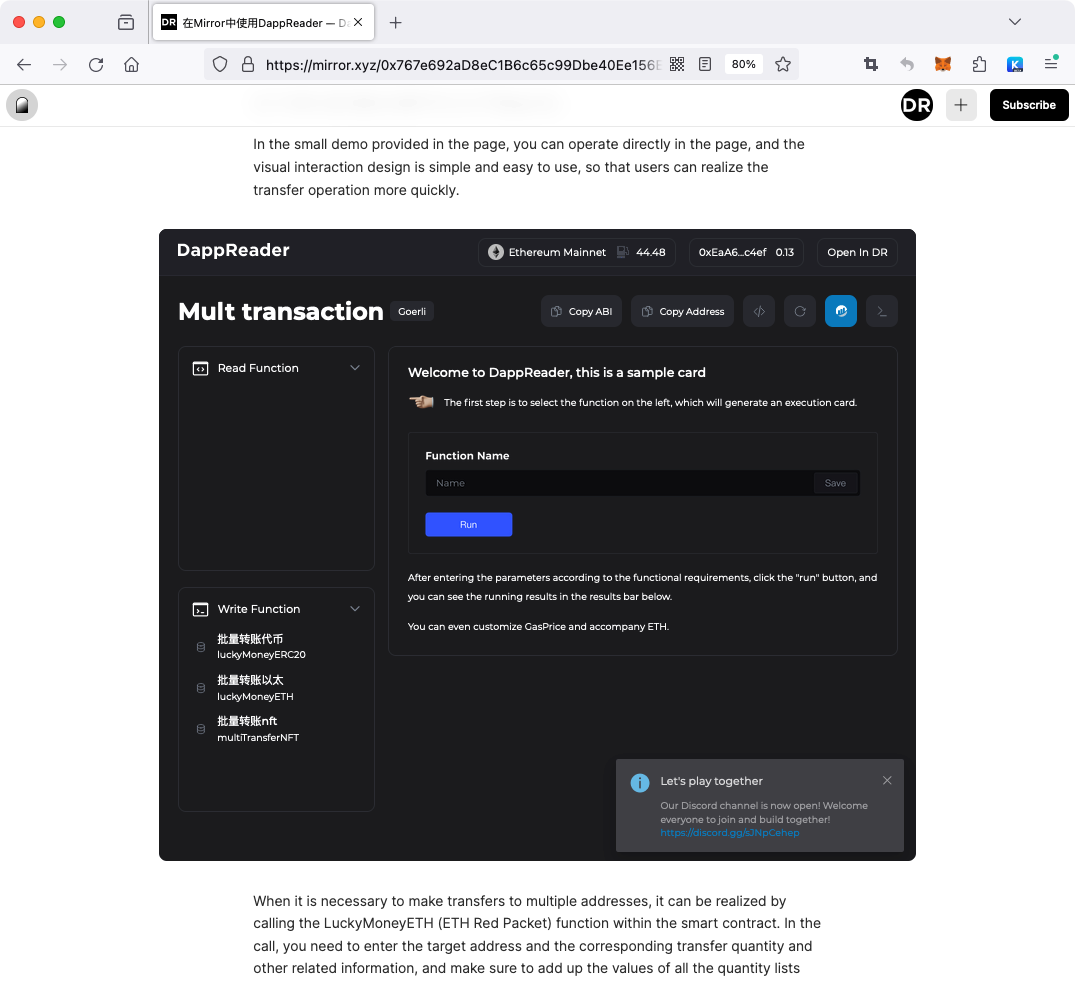 在Mirror中使用DappReader — D
https://mirror.xyz/0x767e692aD8eC1B6c65c99Dbe40Ee156E
80%
DR
Subscribe
In the small demo provided in the page, you can operate directly in the page, and the
visual interaction design is simple and easy to use, so that users can realize the
transfer operation more quickly.
DappReader
Ethereum Mainnet 44.48
0xEaA6...c4ef 0.13
Open In DR
Mult transaction
Goerli
Copy ABI
Copy Address
Read Function
Welcome to DappReader, this is a sample card
The first step is to select the function on the left, which will generate an execution card.
Function Name
Name
Save
Run
After entering the parameters according to the functional requirements, click the "run" button, and
you can see the running results in the results bar below.
You can even customize GasPrice and accompany ETH.
Write Function
批量转账代币
luckyMoneyERC20
批量转账以太
luckyMoneyETH
批量转账nft
multiTransferNFT
Let's play together
Our Discord channel is now open! Welcome
everyone to join and build together!
https://discord.gg/sJNpCehep
When it is necessary to make transfers to multiple addresses, it can be realized by
calling the LuckyMoneyETH (ETH Red Packet) function within the smart contract. In the
call, you need to enter the target address and the corresponding transfer quantity and
other related information, and make sure to add up the values of all the quantity lists